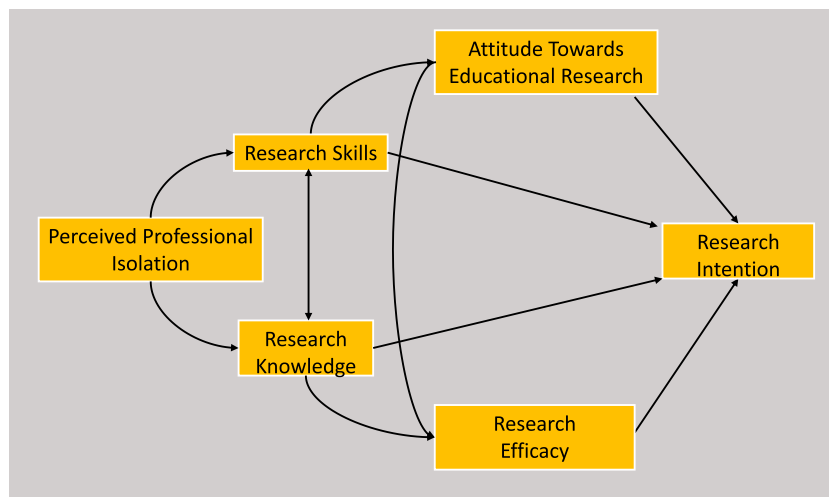 Attitude Towards
Educational Research
Research Skills
Perceived Professional
Isolation
Research
Intention
Research
Knowledge
Research
Efficacy